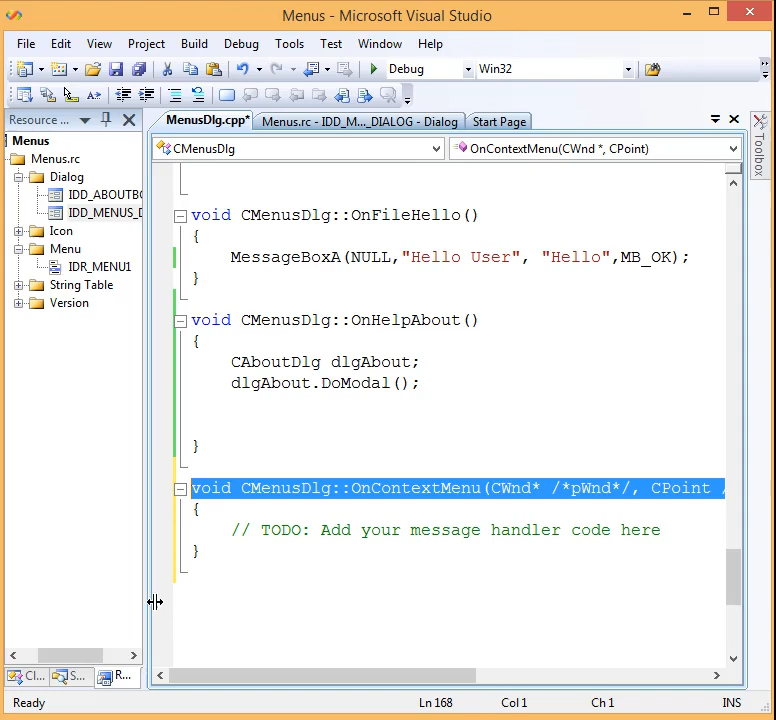 Menus - Microsoft Visual Studio
File Edit View Project Build Debug Tools Test Window Help
Debug Win32
Resource ...
MenusDlg.cpp* Menus.rc - IDD_M..._DIALOG - Dialog Start Page
Toolbox
Menus
CMenusDlg OnContextMenu(CWnd *, CPoint)
Menus.rc
Dialog
IDD_ABOUTBO
IDD_MENUS_D
Icon
Menu
IDR_MENU1
String Table
Version
void CMenusDlg::OnFileHello()
{
MessageBoxA(NULL,"Hello User", "Hello",MB_OK);
}
void CMenusDlg::OnHelpAbout()
{
CAboutDlg dlgAbout;
dlgAbout.DoModal();
}
void CMenusDlg::OnContextMenu(CWnd* /*pWnd*/, CPoint /
{
// TODO: Add your message handler code here
}
Cl... S... R...
Ready Ln 168 Col 1 Ch 1 INS